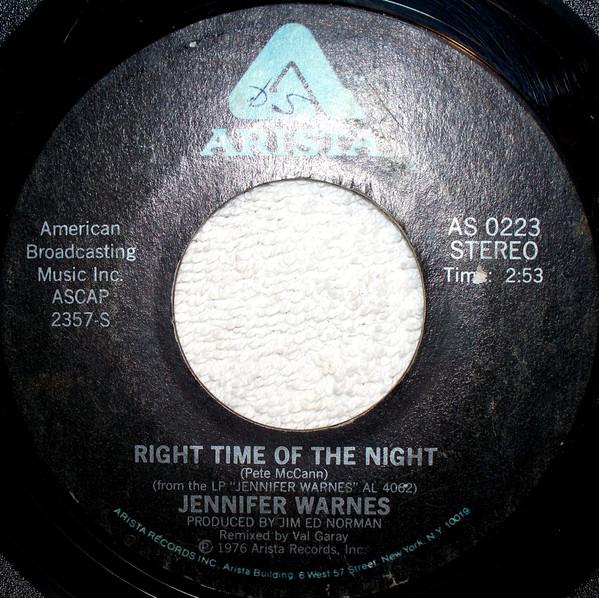 DS
ARISTA
American
Broadcasting
Music Inc.
ASCAP
2357-S
AS 0223
STEREO
Time: 2:53
RIGHT TIME OF THE NIGHT
(Pete McCann)
(from the LP "JENNIFER WARNES" AL 4062)
JENNIFER WARNES
PRODUCED BY JIM ED NORMAN
Remixed by Val Garay
℗ 1976 Arista Records, Inc.
ARISTA RECORDS INC. Arista Building. 6 West 57 Street New York, N.Y. 10019